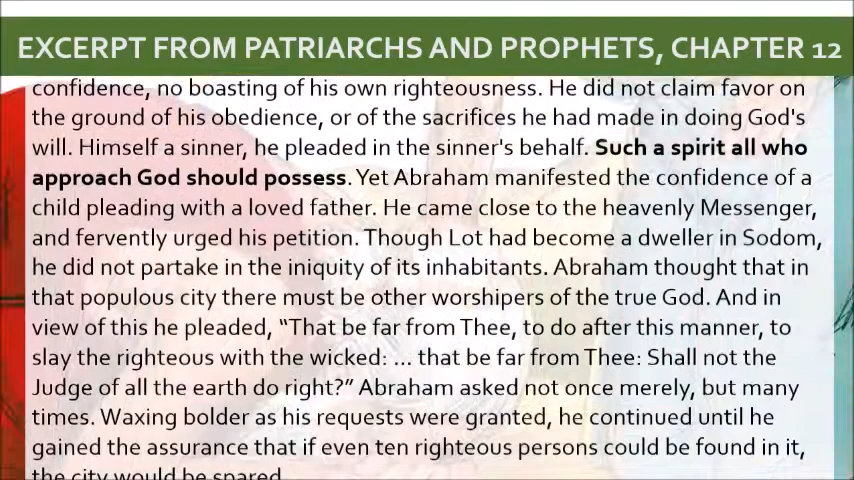 EXCERPT FROM PATRIARCHS AND PROPHETS, CHAPTER 12
confidence, no boasting of his own righteousness. He did not claim favor on
the ground of his obedience, or of the sacrifices he had made in doing God's
will. Himself a sinner, he pleaded in the sinner's behalf. Such a spirit all who
approach God should possess. Yet Abraham manifested the confidence of a
child pleading with a loved father. He came close to the heavenly Messenger,
and fervently urged his petition. Though Lot had become a dweller in Sodom,
he did not partake in the iniquity of its inhabitants. Abraham thought that in
that populous city there must be other worshipers of the true God. And in
view of this he pleaded, “That be far from Thee, to do after this manner, to
slay the righteous with the wicked: ... that be far from Thee: Shall not the
Judge of all the earth do right?” Abraham asked not once merely, but many
times. Waxing bolder as his requests were granted, he continued until he
gained the assurance that if even ten righteous persons could be found in it,
the city would be spared.